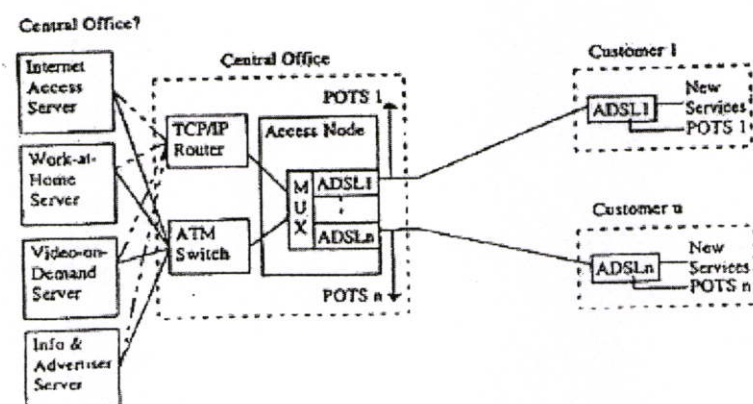 Central Office?
Internet
Access
Server
Work-at-
Home
Server
Video-on-
Demand
Server
Info &
Advertiser
Server
Central Office
POTS 1
TCP/IP
Router
ATM
Switch
Access Node
M
U
X
ADSL1
ADSLn
POTS n
Customer 1
ADSL1
New
Services
POTS 1
Customer n
ADSLn
New
Services
POTS n